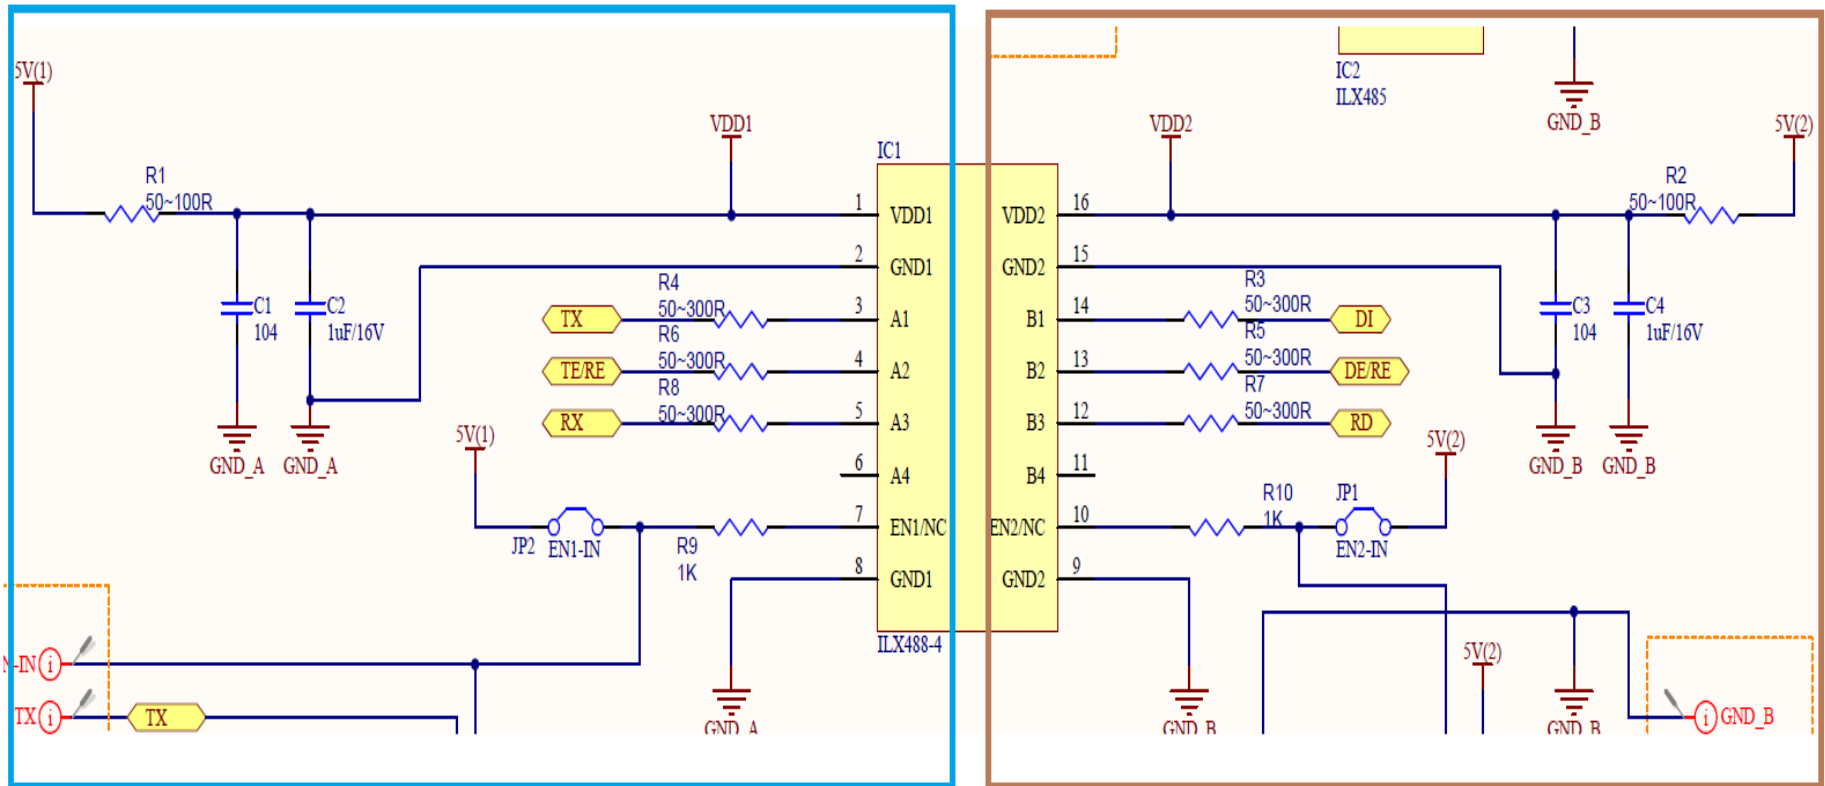 5V(1)
R1
50~100R
VDD1
IC1
1
VDD1
2
GND1
C1
104
C2
1uF/16V
GND_A
GND_A
R4
50~300R
TX
3
A1
R6
50~300R
TE/RE
4
A2
R8
50~300R
RX
5
A3
6
A4
5V(1)
JP2
EN1-IN
R9
1K
7
EN1/NC
8
GND1
ILX488-4
GND_A
N-IN
i
TX
i
TX
IC2
ILX485
GND_B
VDD2
5V(2)
R2
50~100R
VDD2
16
GND2
15
R3
50~300R
B1
14
DI
R5
50~300R
B2
13
DE/RE
R7
50~300R
B3
12
RD
C3
104
C4
1uF/16V
GND_B
GND_B
B4
11
5V(2)
R10
1K
JP1
EN2-IN
EN2/NC
10
GND2
9
GND_B
5V(2)
GND_B
i
GND_B